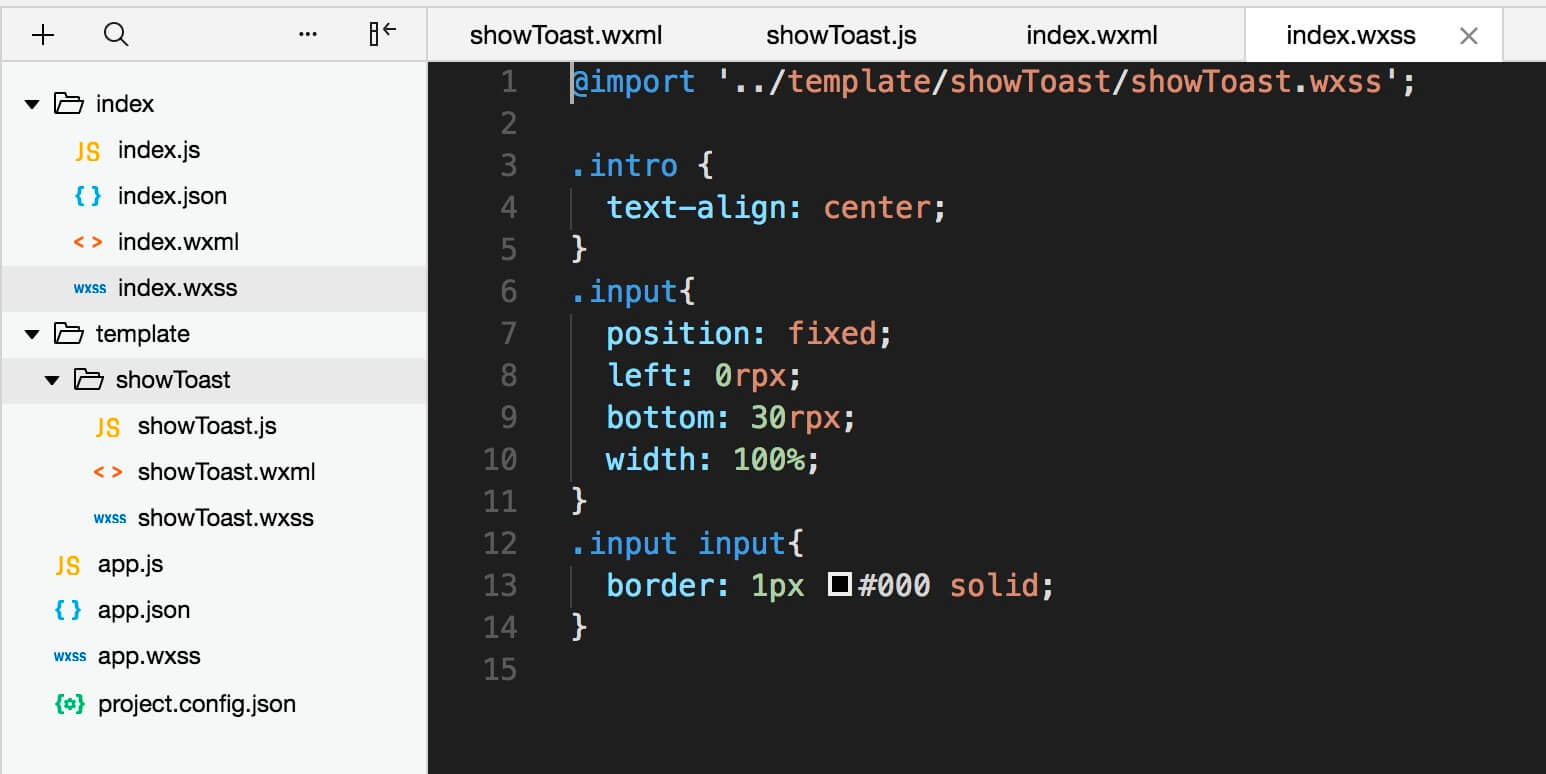 showToast.wxml showToast.js index.wxml index.wxss
index
JS index.js
{ } index.json
< > index.wxml
wxss index.wxss
template
showToast
JS showToast.js
< > showToast.wxml
wxss showToast.wxss
JS app.js
{ } app.json
wxss app.wxss
project.config.json
1 @import '../template/showToast/showToast.wxss';
2
3 .intro {
4 text-align: center;
5 }
6 .input{
7 position: fixed;
8 left: 0rpx;
9 bottom: 30rpx;
10 width: 100%;
11 }
12 .input input{
13 border: 1px #000 solid;
14 }
15